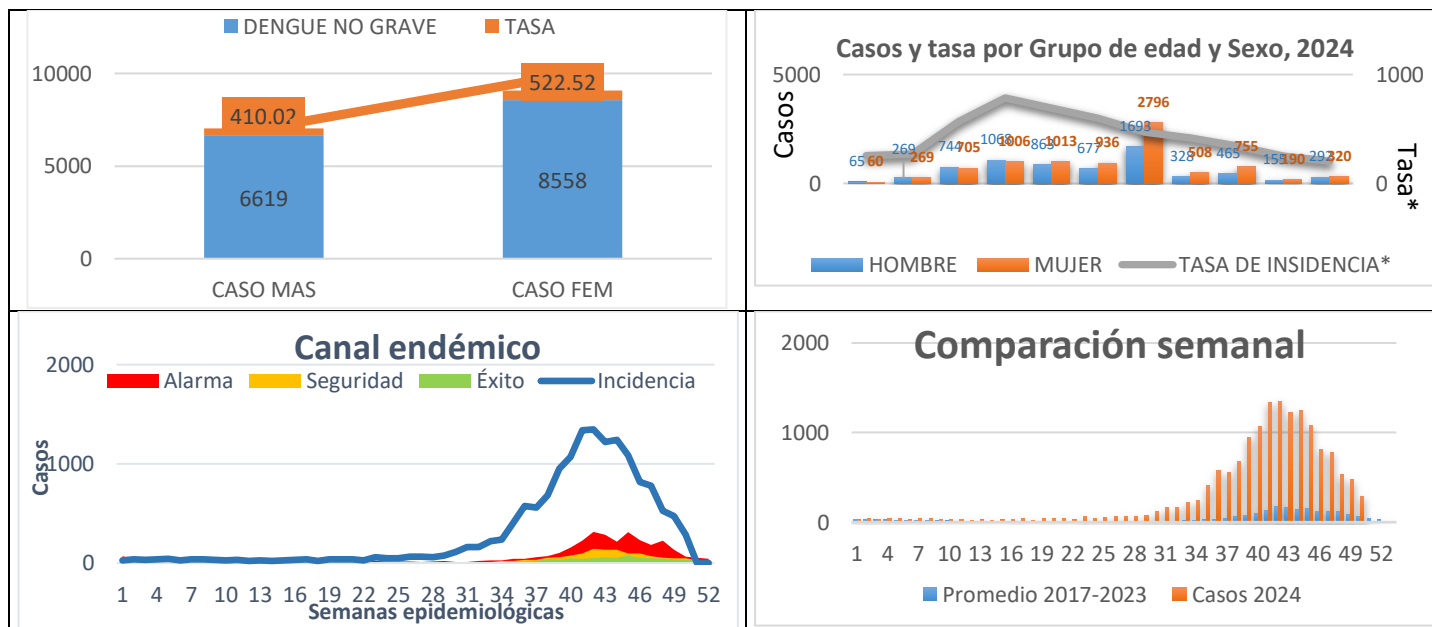 DENGUE NO GRAVE TASA
10000
5000
0
410.02
522.52
6619
8558
CASO MAS CASO FEM
Casos y tasa por Grupo de edad y Sexo, 2024
Casos
5000
0
1000
0
Tasa*
65 269 744 1068 863 677 1693 328 465 155 292
60 269 705 1006 1013 936 2796 508 755 190 320
HOMBRE MUJER TASA DE INSIDENCIA*
Canal endémico
Alarma Seguridad Éxito Incidencia
Casos
2000
1000
0
1 4 7 10 13 16 19 22 25 28 31 34 37 40 43 46 49 52
Semanas epidemiológicas
Comparación semanal
2000
1000
0
1 4 7 10 13 16 19 22 25 28 31 34 37 40 43 46 49 52
Promedio 2017-2023 Casos 2024